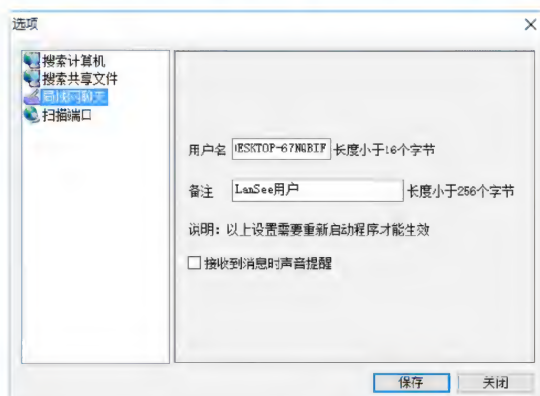 选项
搜索计算机
搜索共享文件
局域网聊天
扫描端口
用户名 DESKTOP-67NQBIF 长度小于16个字节
备注 LanSee用户 长度小于256个字节
说明：以上设置需要重新启动程序才能生效
接收到消息时声音提醒
保存 关闭